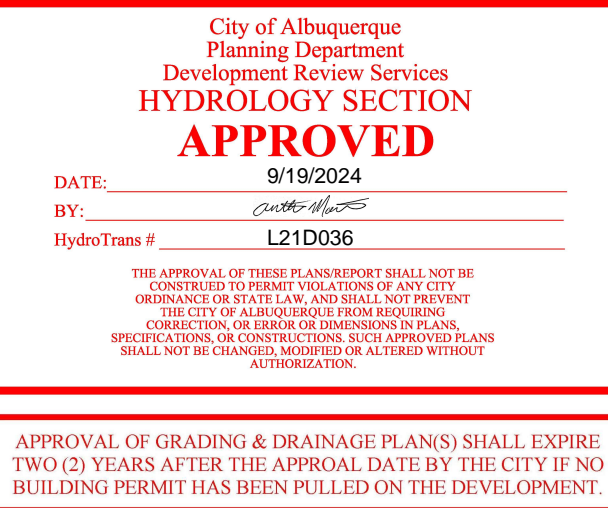 City of Albuquerque
Planning Department
Development Review Services
HYDROLOGY SECTION
APPROVED
DATE: 9/19/2024
BY:
HydroTrans # L21D036
THE APPROVAL OF THESE PLANS/REPORT SHALL NOT BE
CONSTRUED TO PERMIT VIOLATIONS OF ANY CITY
ORDINANCE OR STATE LAW, AND SHALL NOT PREVENT
THE CITY OF ALBUQUERQUE FROM REQUIRING
CORRECTION, OR ERROR OR DIMENSIONS IN PLANS,
SPECIFICATIONS, OR CONSTRUCTIONS. SUCH APPROVED PLANS
SHALL NOT BE CHANGED, MODIFIED OR ALTERED WITHOUT
AUTHORIZATION.
APPROVAL OF GRADING & DRAINAGE PLAN(S) SHALL EXPIRE
TWO (2) YEARS AFTER THE APPROAL DATE BY THE CITY IF NO
BUILDING PERMIT HAS BEEN PULLED ON THE DEVELOPMENT.